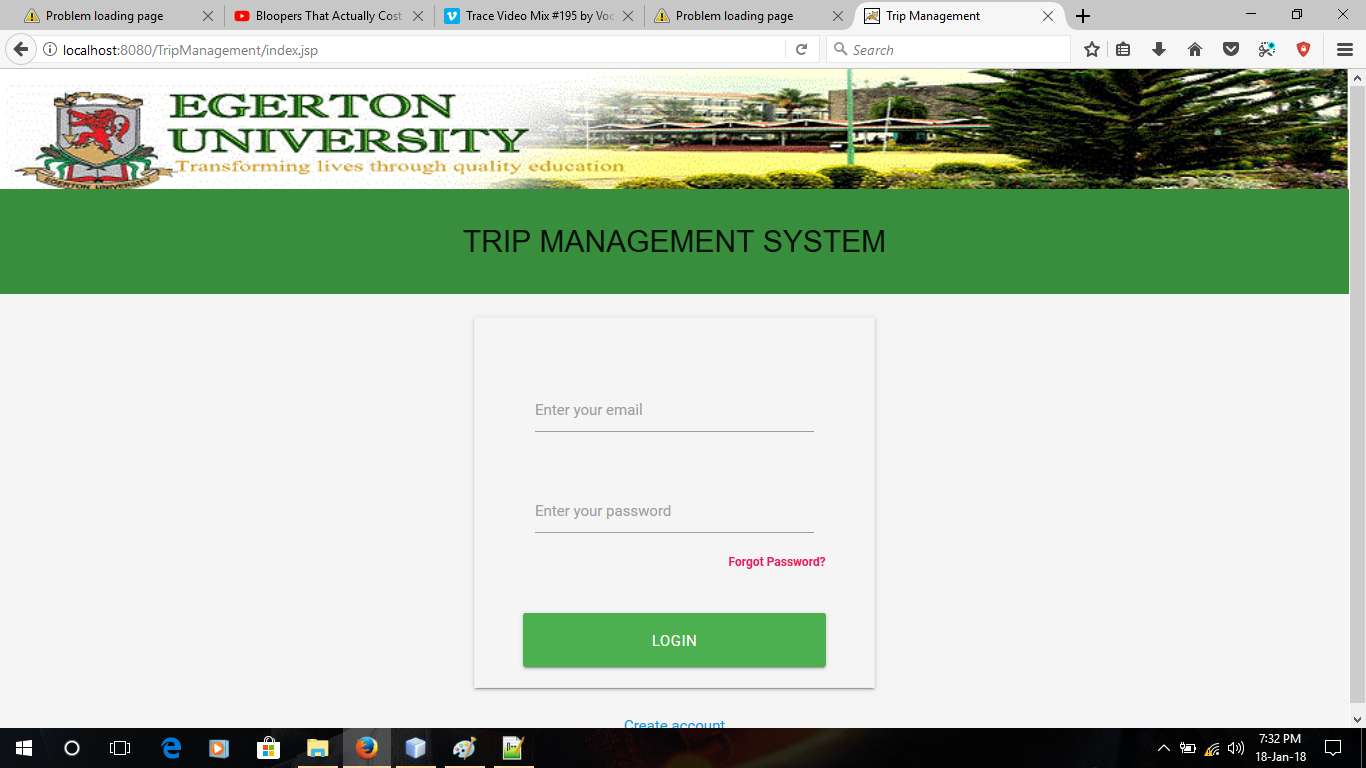 Problem loading page
Bloopers That Actually Cost
Trace Video Mix #195 by Voc
Problem loading page
Trip Management
localhost:8080/TripManagement/index.jsp
Search
EGERTON
UNIVERSITY
Transforming lives through quality education
EGERTON UNIVERSITY
TRIP MANAGEMENT SYSTEM
Enter your email
Enter your password
Forgot Password?
LOGIN
Create account
7:32 PM
18-Jan-18